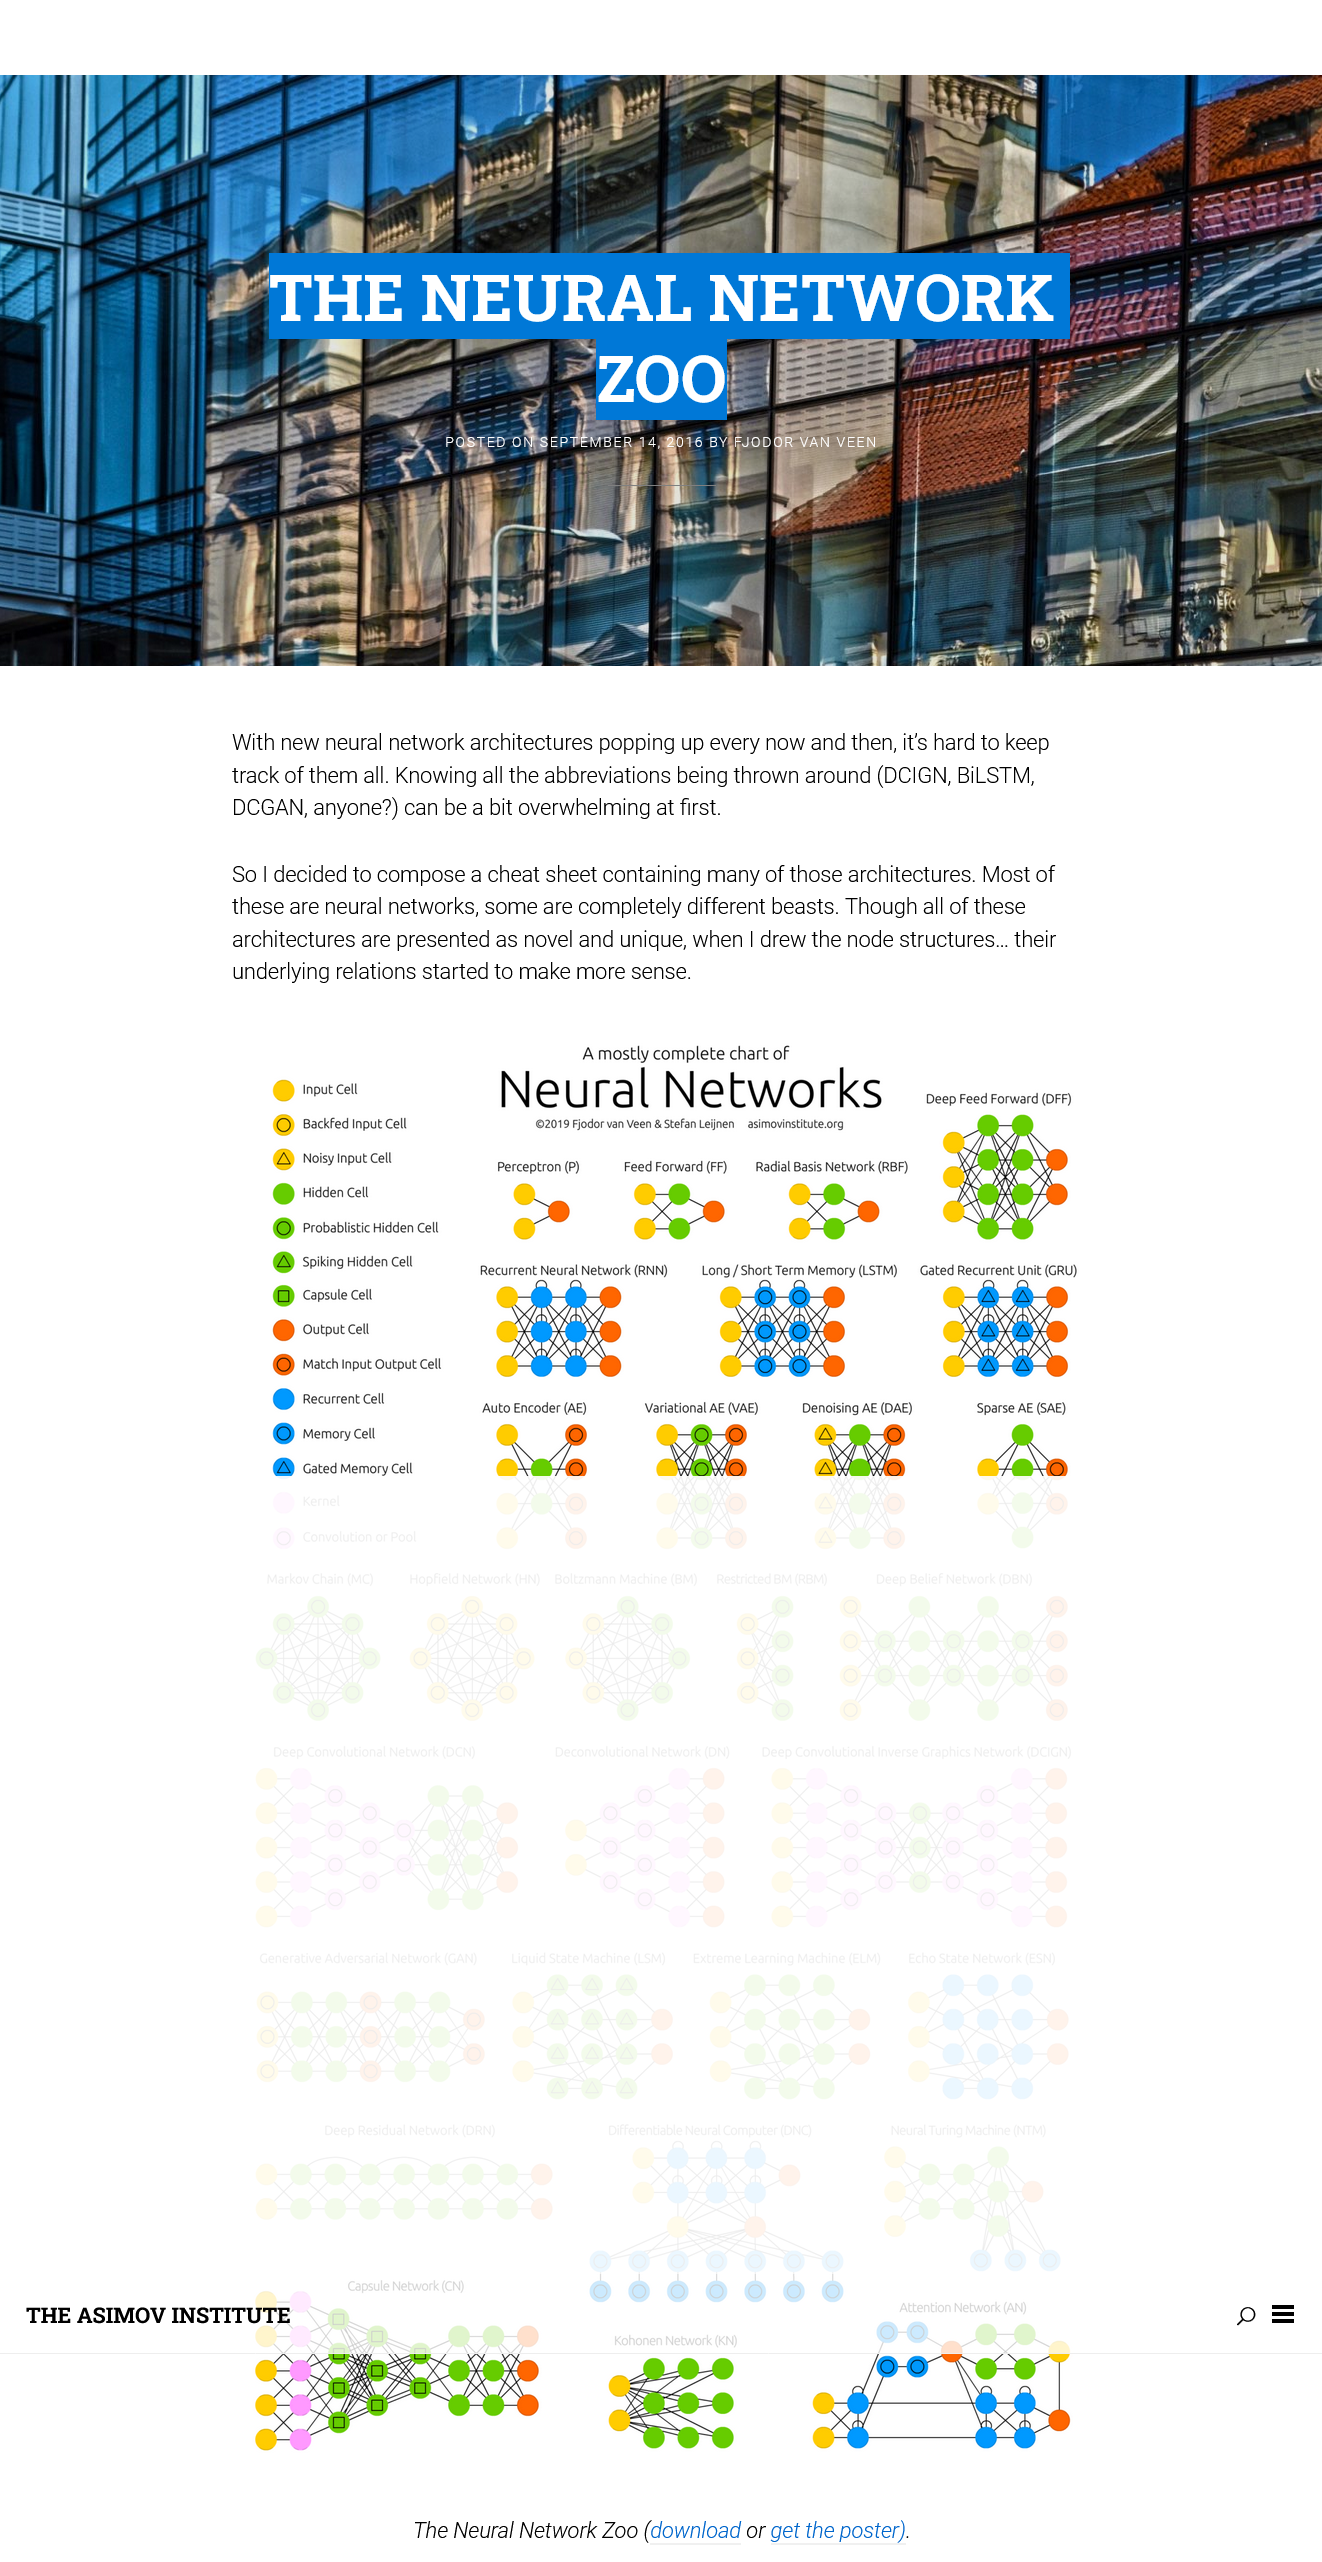 THE NEURAL NETWORK
ZOO
POSTED ON SEPTEMBER 14, 2016 BY FJODOR VAN VEEN
With new neural network architectures popping up every now and then, it’s hard to keep
track of them all. Knowing all the abbreviations being thrown around (DCIGN, BiLSTM,
DCGAN, anyone?) can be a bit overwhelming at first.
So I decided to compose a cheat sheet containing many of those architectures. Most of
these are neural networks, some are completely different beasts. Though all of these
architectures are presented as novel and unique, when I drew the node structures… their
underlying relations started to make more sense.
A mostly complete chart of
Neural Networks
©2019 Fjodor van Veen & Stefan Leijnen asimovinstitute.org
Input Cell
Backfed Input Cell
Noisy Input Cell
Hidden Cell
Probablistic Hidden Cell
Spiking Hidden Cell
Capsule Cell
Output Cell
Match Input Output Cell
Recurrent Cell
Memory Cell
Gated Memory Cell
Kernel
Convolution or Pool
Deep Feed Forward (DFF)
Perceptron (P)
Feed Forward (FF)
Radial Basis Network (RBF)
Recurrent Neural Network (RNN)
Long / Short Term Memory (LSTM)
Gated Recurrent Unit (GRU)
Auto Encoder (AE)
Variational AE (VAE)
Denoising AE (DAE)
Sparse AE (SAE)
Markov Chain (MC)
Hopfield Network (HN)
Boltzmann Machine (BM)
Restricted BM (RBM)
Deep Belief Network (DBN)
Deep Convolutional Network (DCN)
Deconvolutional Network (DN)
Deep Convolutional Inverse Graphics Network (DCIGN)
Generative Adversarial Network (GAN)
Liquid State Machine (LSM)
Extreme Learning Machine (ELM)
Echo State Network (ESN)
Deep Residual Network (DRN)
Differentiable Neural Computer (DNC)
Neural Turing Machine (NTM)
Capsule Network (CN)
Attention Network (AN)
THE ASIMOV INSTITUTE
Kohonen Network (KN)
The Neural Network Zoo (download or get the poster).